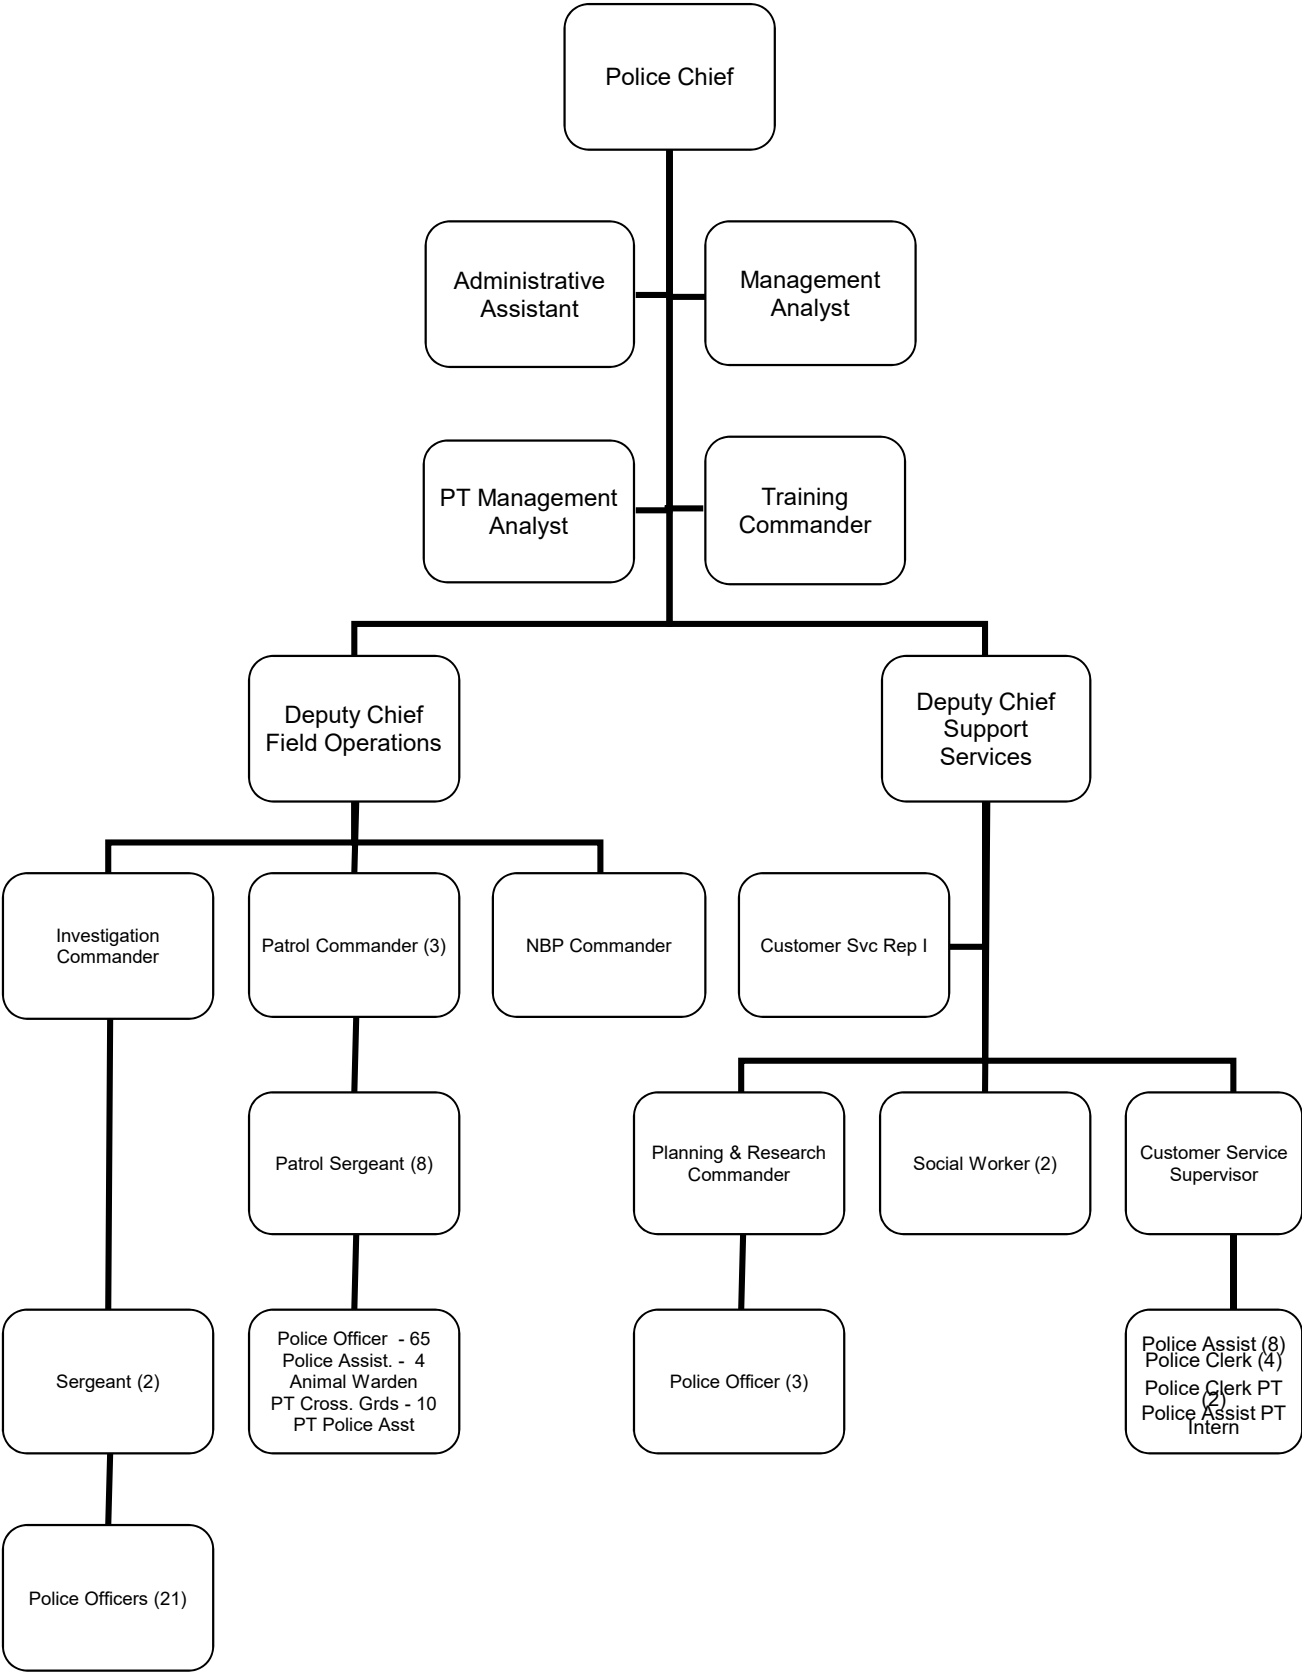 Police Chief
Administrative
Assistant
Management
Analyst
PT Management
Analyst
Training
Commander
Deputy Chief
Field Operations
Deputy Chief
Support
Services
Investigation
Commander
Patrol Commander (3)
NBP Commander
Customer Svc Rep I
Patrol Sergeant (8)
Planning & Research
Commander
Social Worker (2)
Customer Service
Supervisor
Sergeant (2)
Police Officer - 65
Police Assist. - 4
Animal Warden
PT Cross. Grds - 10
PT Police Asst
Police Officer (3)
Police Assist (8)
Police Clerk (4)
Police Clerk PT
(2)
Police Assist PT
Intern
Police Officers (21)